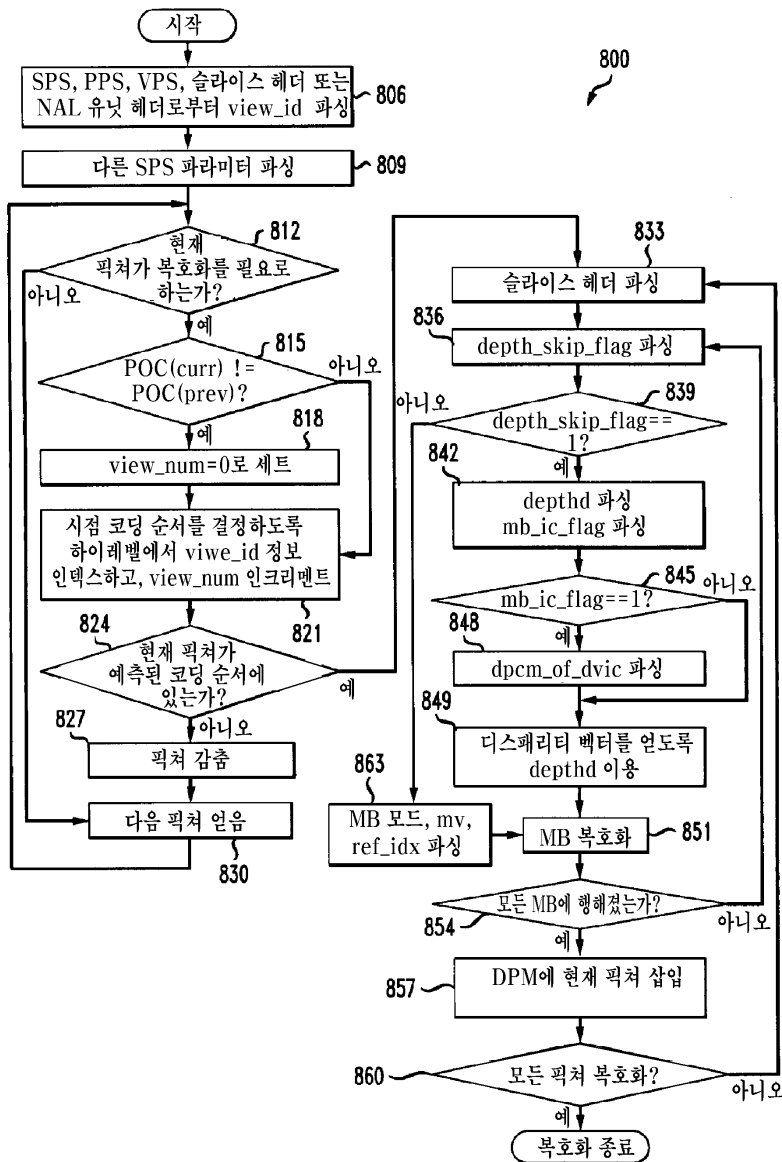 시작
800
SPS, PPS, VPS, 슬라이스 헤더 또는
NAL 유닛 헤더로부터 view_id 파싱
806
다른 SPS 파라미터 파싱
809
812
현재
픽쳐가 복호화를 필요로
하는가?
아니오
예
815
POC(curr) !=
POC(prev)?
아니오
예
818
view_num=0로 세트
시점 코딩 순서를 결정하도록
하이레벨에서 viwe_id 정보
인덱스하고, view_num 인크리멘트
821
824
현재 픽쳐가
예측된 코딩 순서에
있는가?
예
아니오
827
픽쳐 감춤
다음 픽쳐 얻음
830
833
슬라이스 헤더 파싱
836
depth_skip_flag 파싱
839
아니오
depth_skip_flag==
1?
예
842
depthd 파싱
mb_ic_flag 파싱
845
아니오
mb_ic_flag==1?
예
848
dpcm_of_dvic 파싱
849
디스패리티 벡터를 얻도록
depthd 이용
863
MB 모드, mv,
ref_idx 파싱
MB 복호화
851
모든 MB에 행해졌는가?
854
아니오
예
857
DPM에 현재 픽쳐 삽입
860
모든 픽쳐 복호화?
아니오
예
복호화 종료